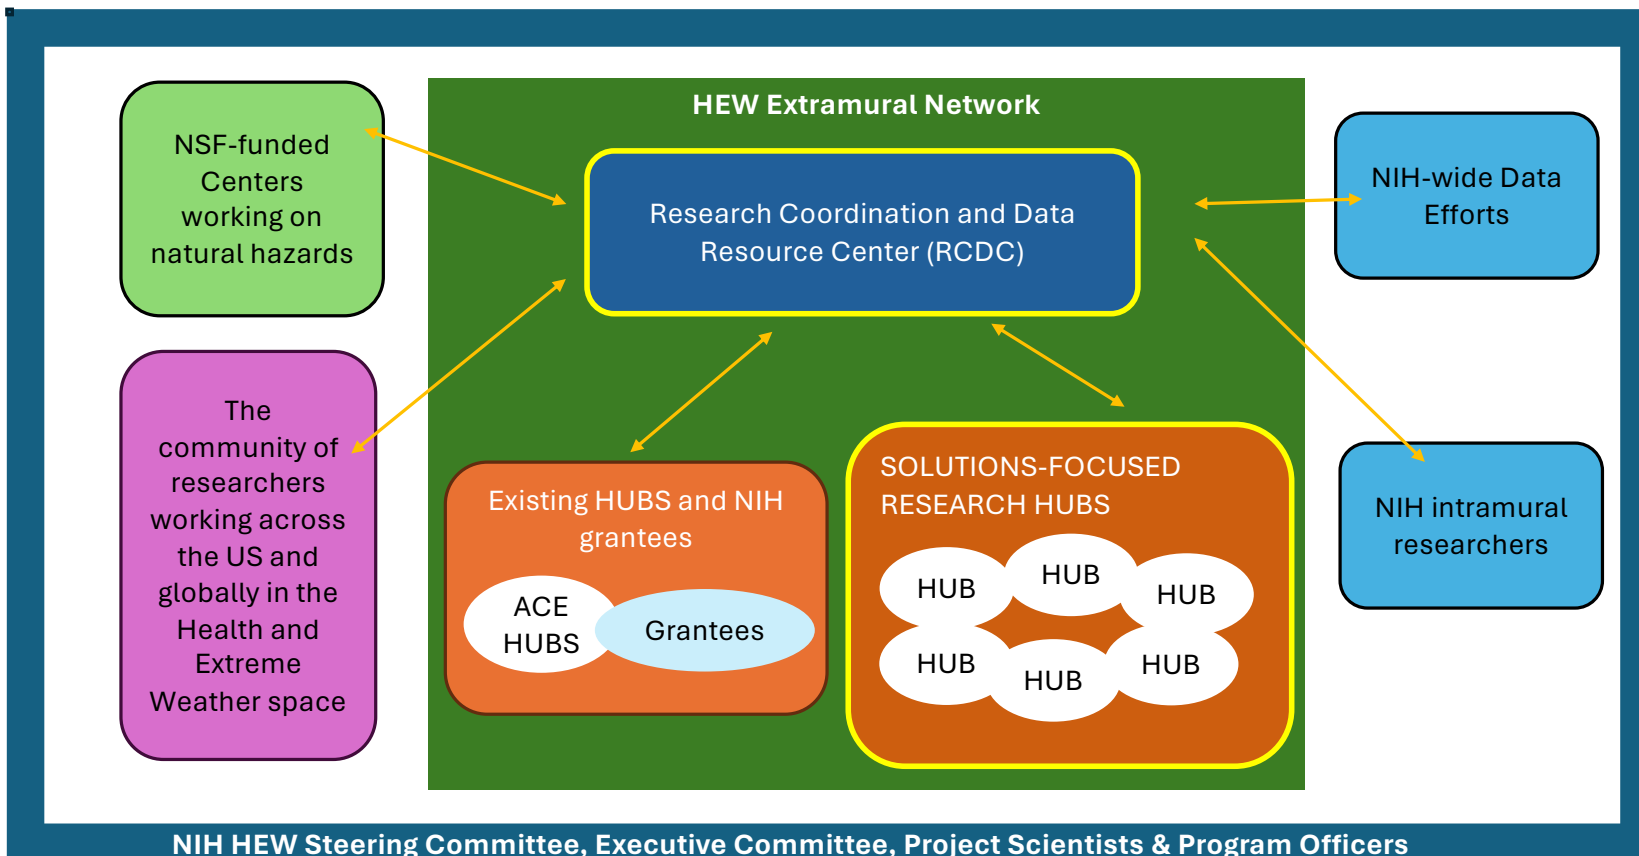 HEW Extramural Network
NSF-funded
Centers
working on
natural hazards
Research Coordination and Data
Resource Center (RCDC)
NIH-wide Data
Efforts
The
community of
researchers
working across
the US and
globally in the
Health and
Extreme
Weather space
Existing HUBS and NIH
grantees
ACE
HUBS
Grantees
SOLUTIONS-FOCUSED
RESEARCH HUBS
HUB
HUB
HUB
HUB
HUB
HUB
NIH intramural
researchers
NIH HEW Steering Committee, Executive Committee, Project Scientists & Program Officers